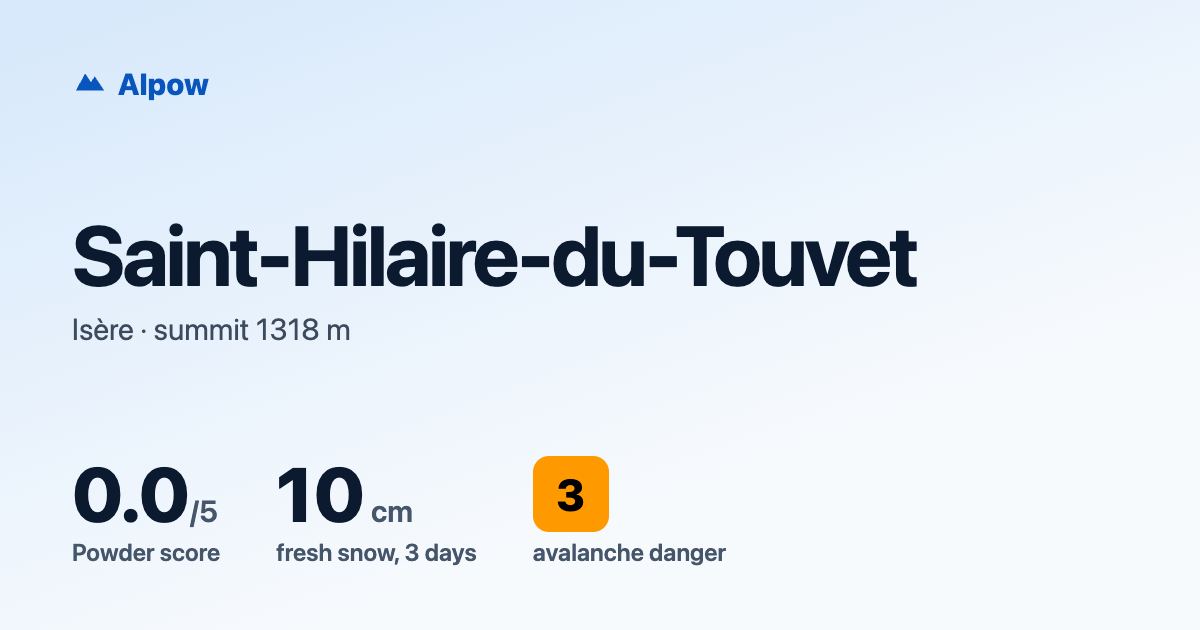 Alpow
Saint-Hilaire-du-Touvet
Isère · summit 1318 m
0.0/5
Powder score
10 cm
fresh snow, 3 days
3
avalanche danger